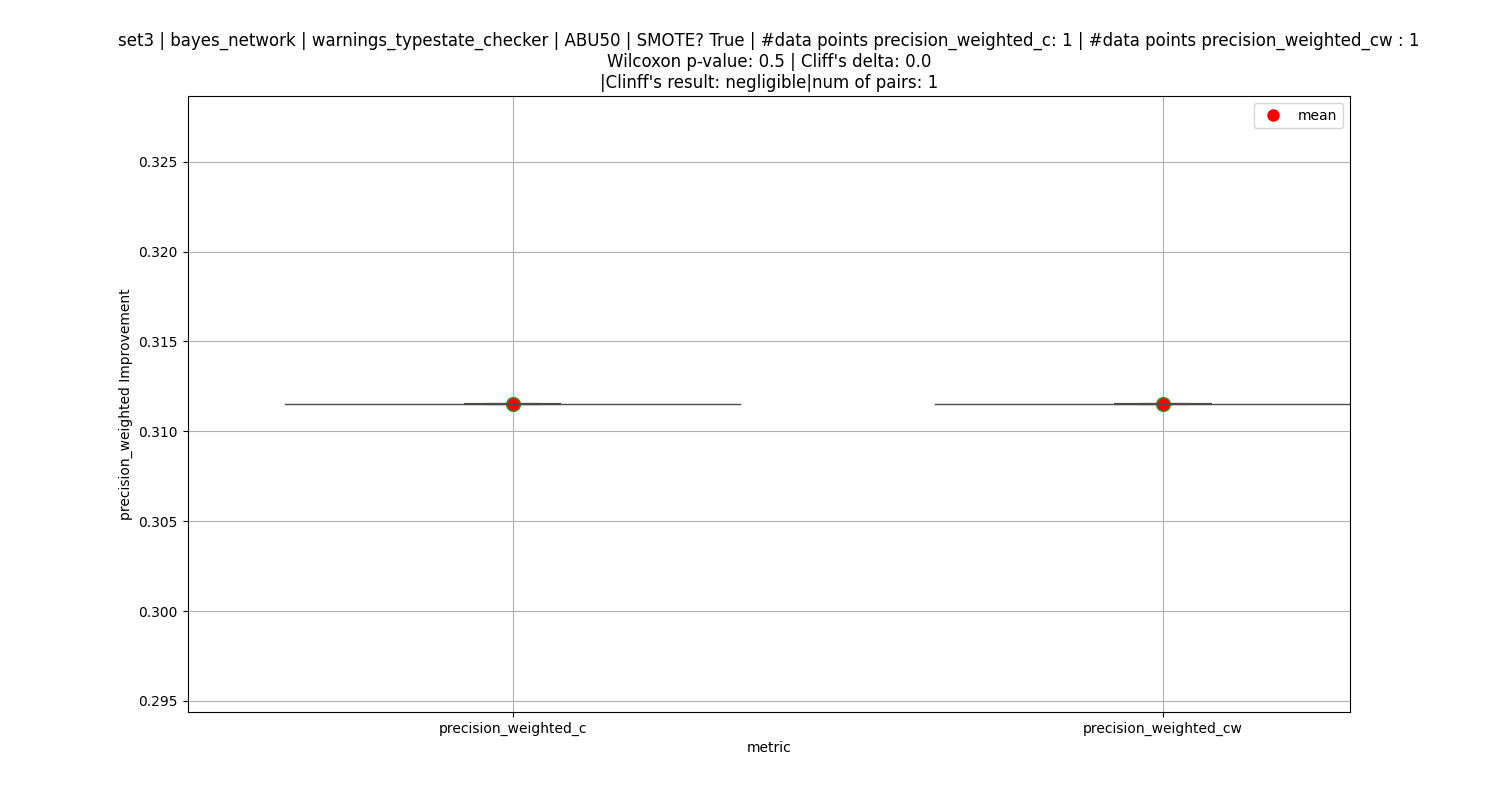 set3 | bayes_network | warnings_typestate_checker | ABU50 | SMOTE? True | #data points precision_weighted_c: 1 | #data points precision_weighted_cw : 1
Wilcoxon p-value: 0.5 | Cliff's delta: 0.0
|Clinff's result: negligible|num of pairs: 1
mean
0.325
0.320
0.315
0.310
0.305
0.300
0.295
precision_weighted Improvement
precision_weighted_c
precision_weighted_cw
metric